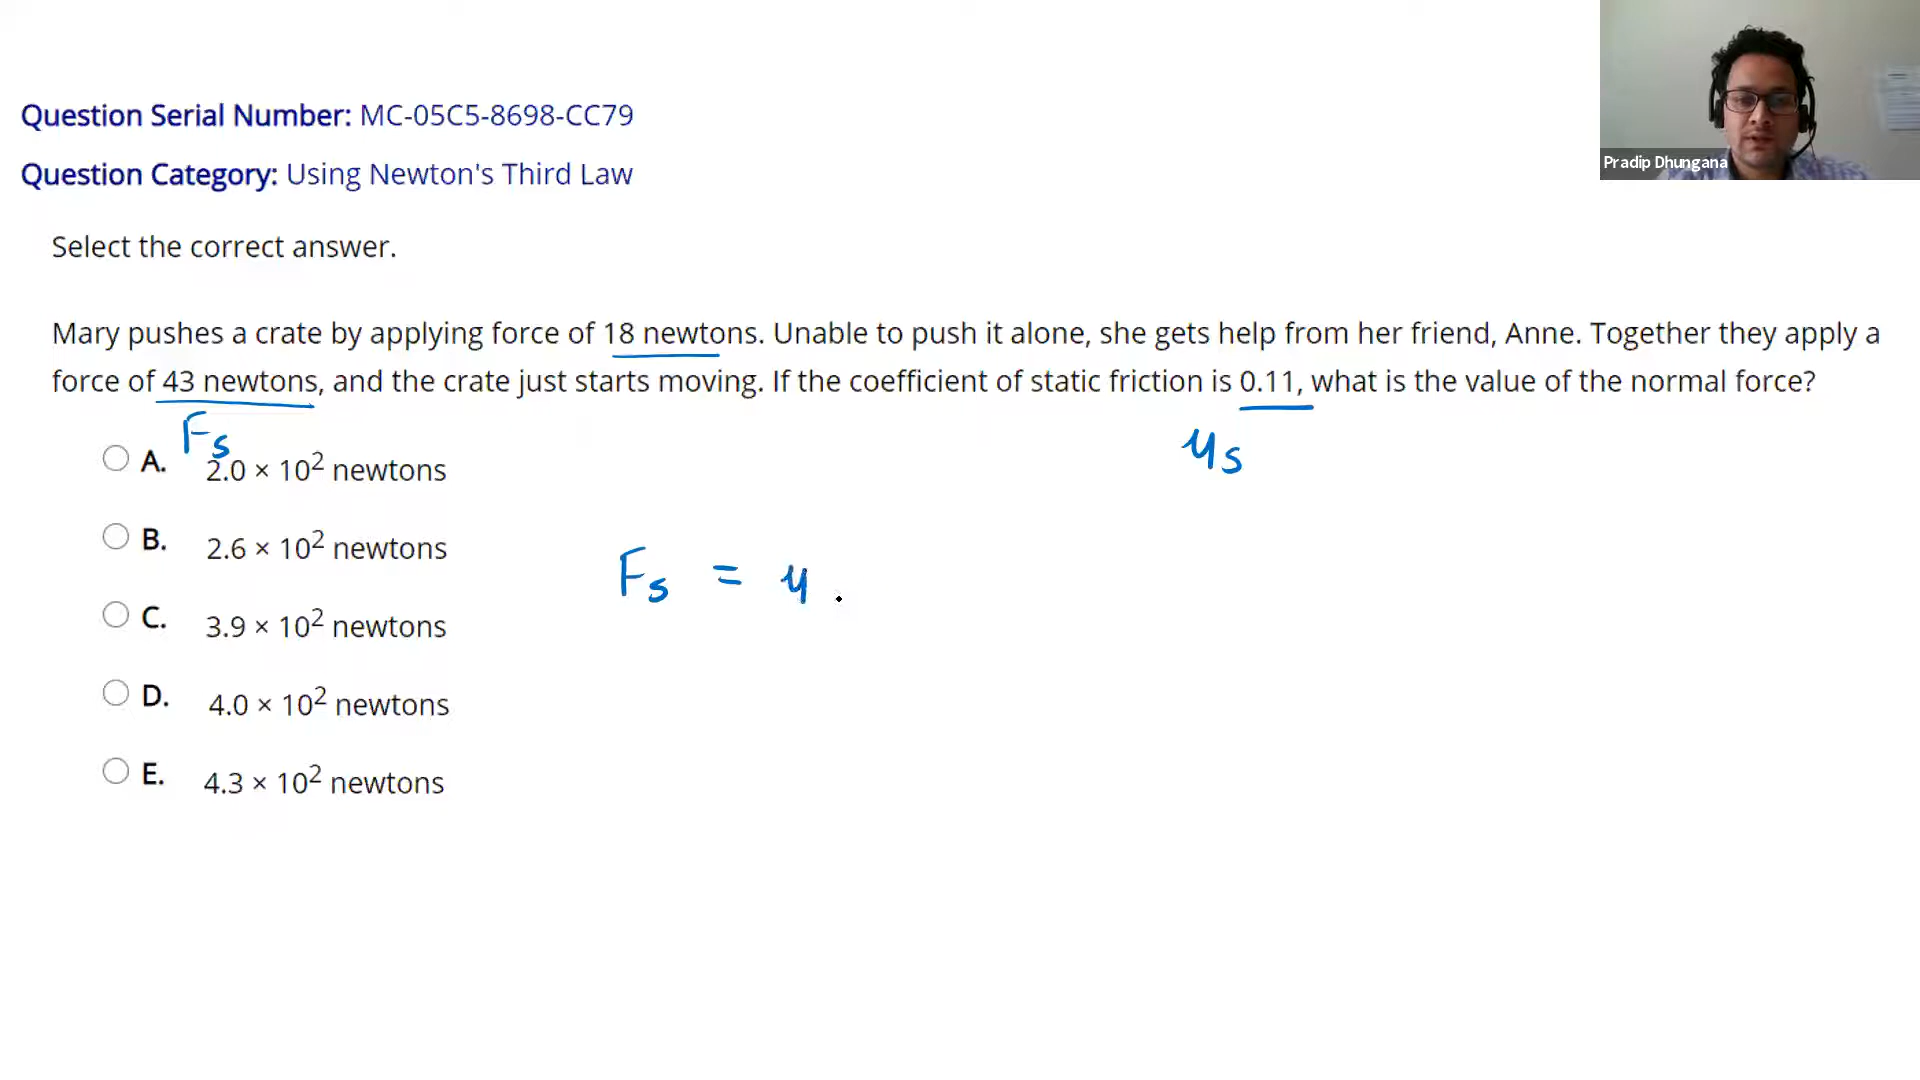 Question Serial Number: MC-05C5-8698-CC79
Pradip Dhungana
Question Category: Using Newton's Third Law
Select the correct answer.
Mary pushes a crate by applying force of 18 newtons. Unable to push it alone, she gets help from her friend, Anne. Together they apply a
force of 43 newtons, and the crate just starts moving. If the coefficient of static friction is 0.11, what is the value of the normal force?
Fs
μs
A. 2.0 × 10² newtons
B. 2.6 × 10² newtons
Fs = μ
C. 3.9 × 10² newtons
D. 4.0 × 10² newtons
E. 4.3 × 10² newtons